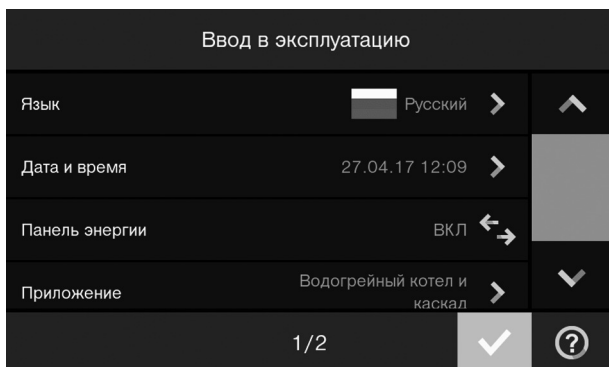 Ввод в эксплуатацию
Язык Русский
Дата и время 27.04.17 12:09
Панель энергии ВКЛ
Приложение Водогрейный котел и
каскад
1/2 ?